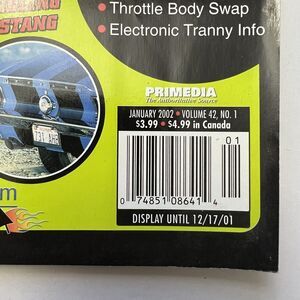 STANG
• Throttle Body Swap
• Electronic Tranny Info
PRIMEDIA
The Authoritative Source
JANUARY 2002 • VOLUME 42, NO. 1
$3.99 • $4.99 in Canada
01
0 74851 08641 4
DISPLAY UNTIL 12/17/01
m